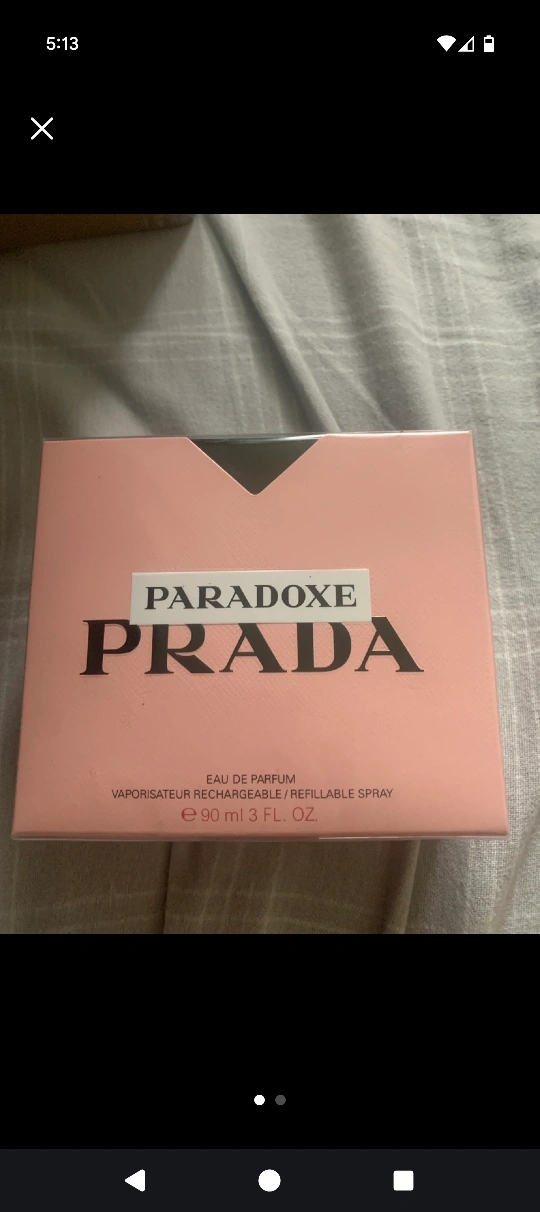 5:13
PARADOXE
PRADA
EAU DE PARFUM
VAPORISATEUR RECHARGEABLE / REFILLABLE SPRAY
e 90 ml 3 FL. OZ.